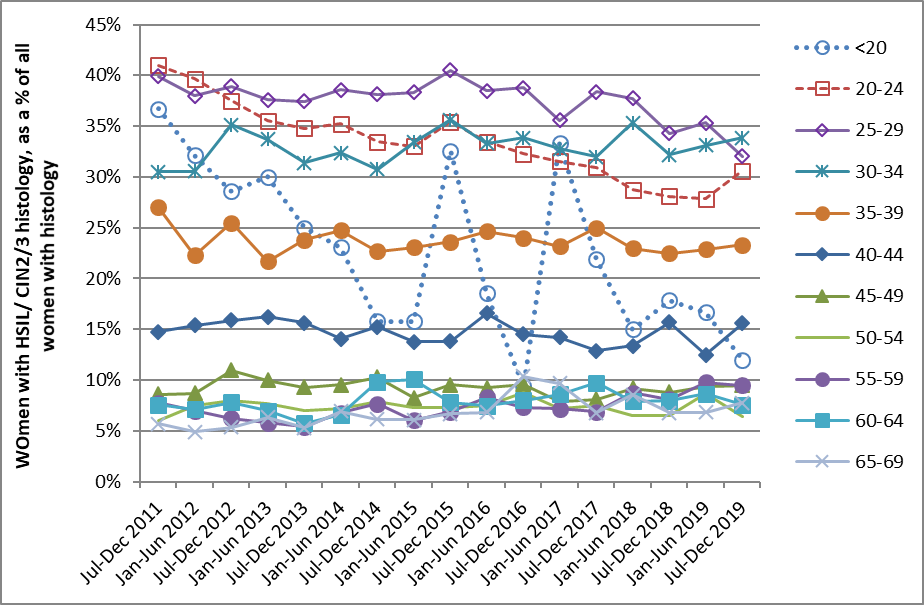 WOmen with HSIL/ CIN2/3 histology, as a % of all
women with histology
45%
40%
35%
30%
25%
20%
15%
10%
5%
0%
Jul-Dec 2011
Jan-Jun 2012
Jul-Dec 2012
Jan-Jun 2013
Jul-Dec 2013
Jan-Jun 2014
Jul-Dec 2014
Jan-Jun 2015
Jul-Dec 2015
Jan-Jun 2016
Jul-Dec 2016
Jan-Jun 2017
Jul-Dec 2017
Jan-Jun 2018
Jul-Dec 2018
Jan-Jun 2019
Jul-Dec 2019
<20
20-24
25-29
30-34
35-39
40-44
45-49
50-54
55-59
60-64
65-69